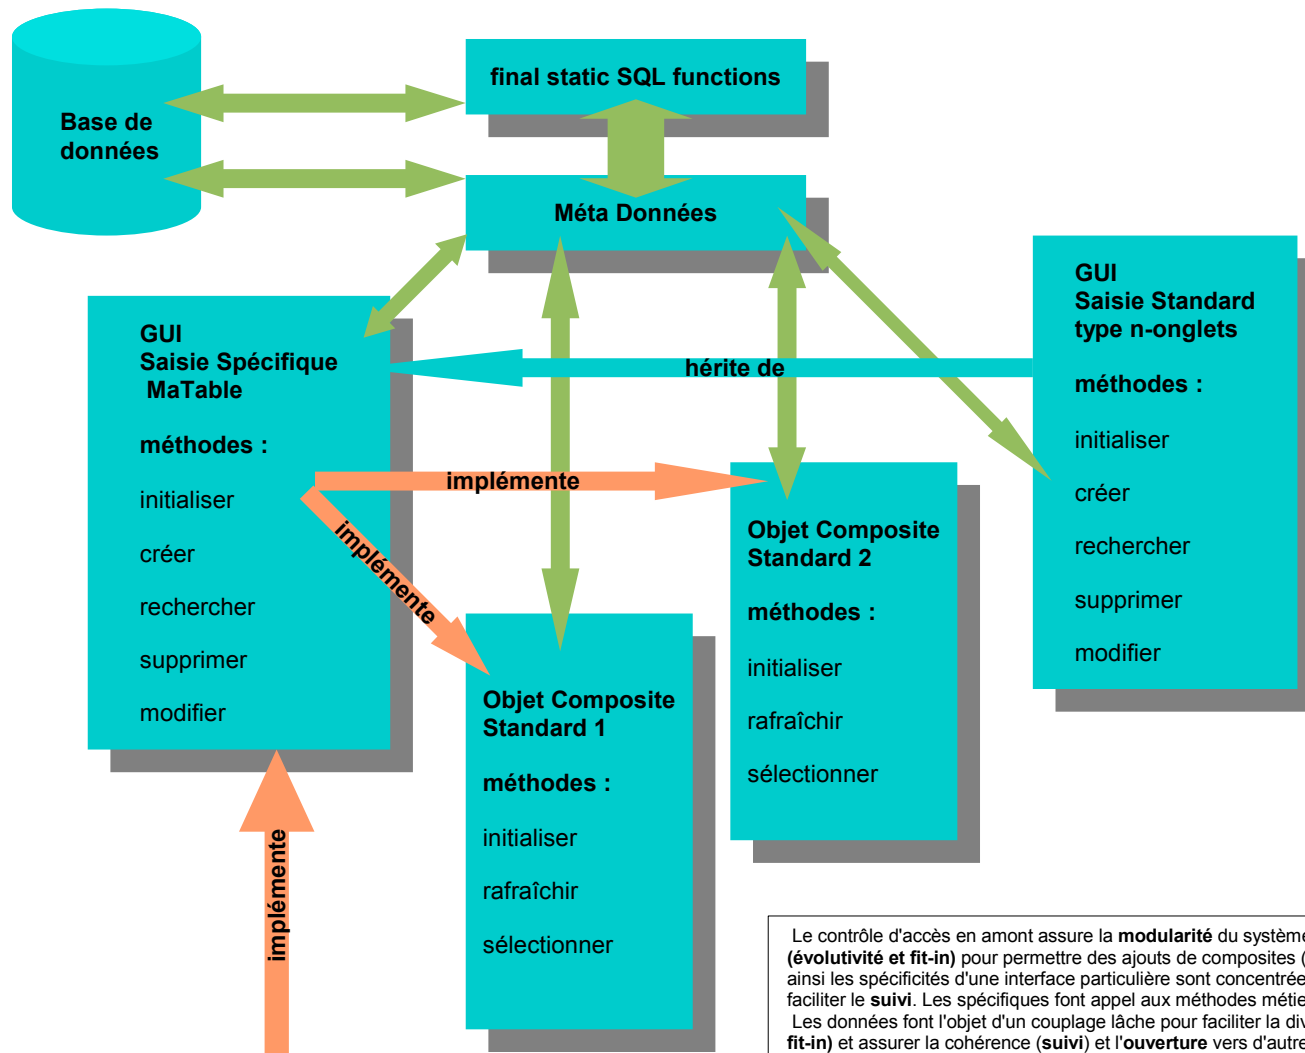 final static SQL functions
Base de
données
Méta Données
GUI
Saisie Standard
type n-onglets
méthodes :
initialiser
créer
rechercher
supprimer
modifier
GUI
Saisie Spécifique
MaTable
méthodes :
initialiser
créer
rechercher
supprimer
modifier
hérite de
implémente
implémente
implémente
Objet Composite
Standard 2
méthodes :
initialiser
rafraîchir
sélectionner
Objet Composite
Standard 1
méthodes :
initialiser
rafraîchir
sélectionner
Le contrôle d'accès en amont assure la modularité du système
(évolutivité et fit-in) pour permettre des ajouts de composites (
ainsi les spécificités d'une interface particulière sont concentrée
faciliter le suivi. Les spécifiques font appel aux méthodes métie
Les données font l'objet d'un couplage lâche pour faciliter la div
fit-in) et assurer la cohérence (suivi) et l'ouverture vers d'autre